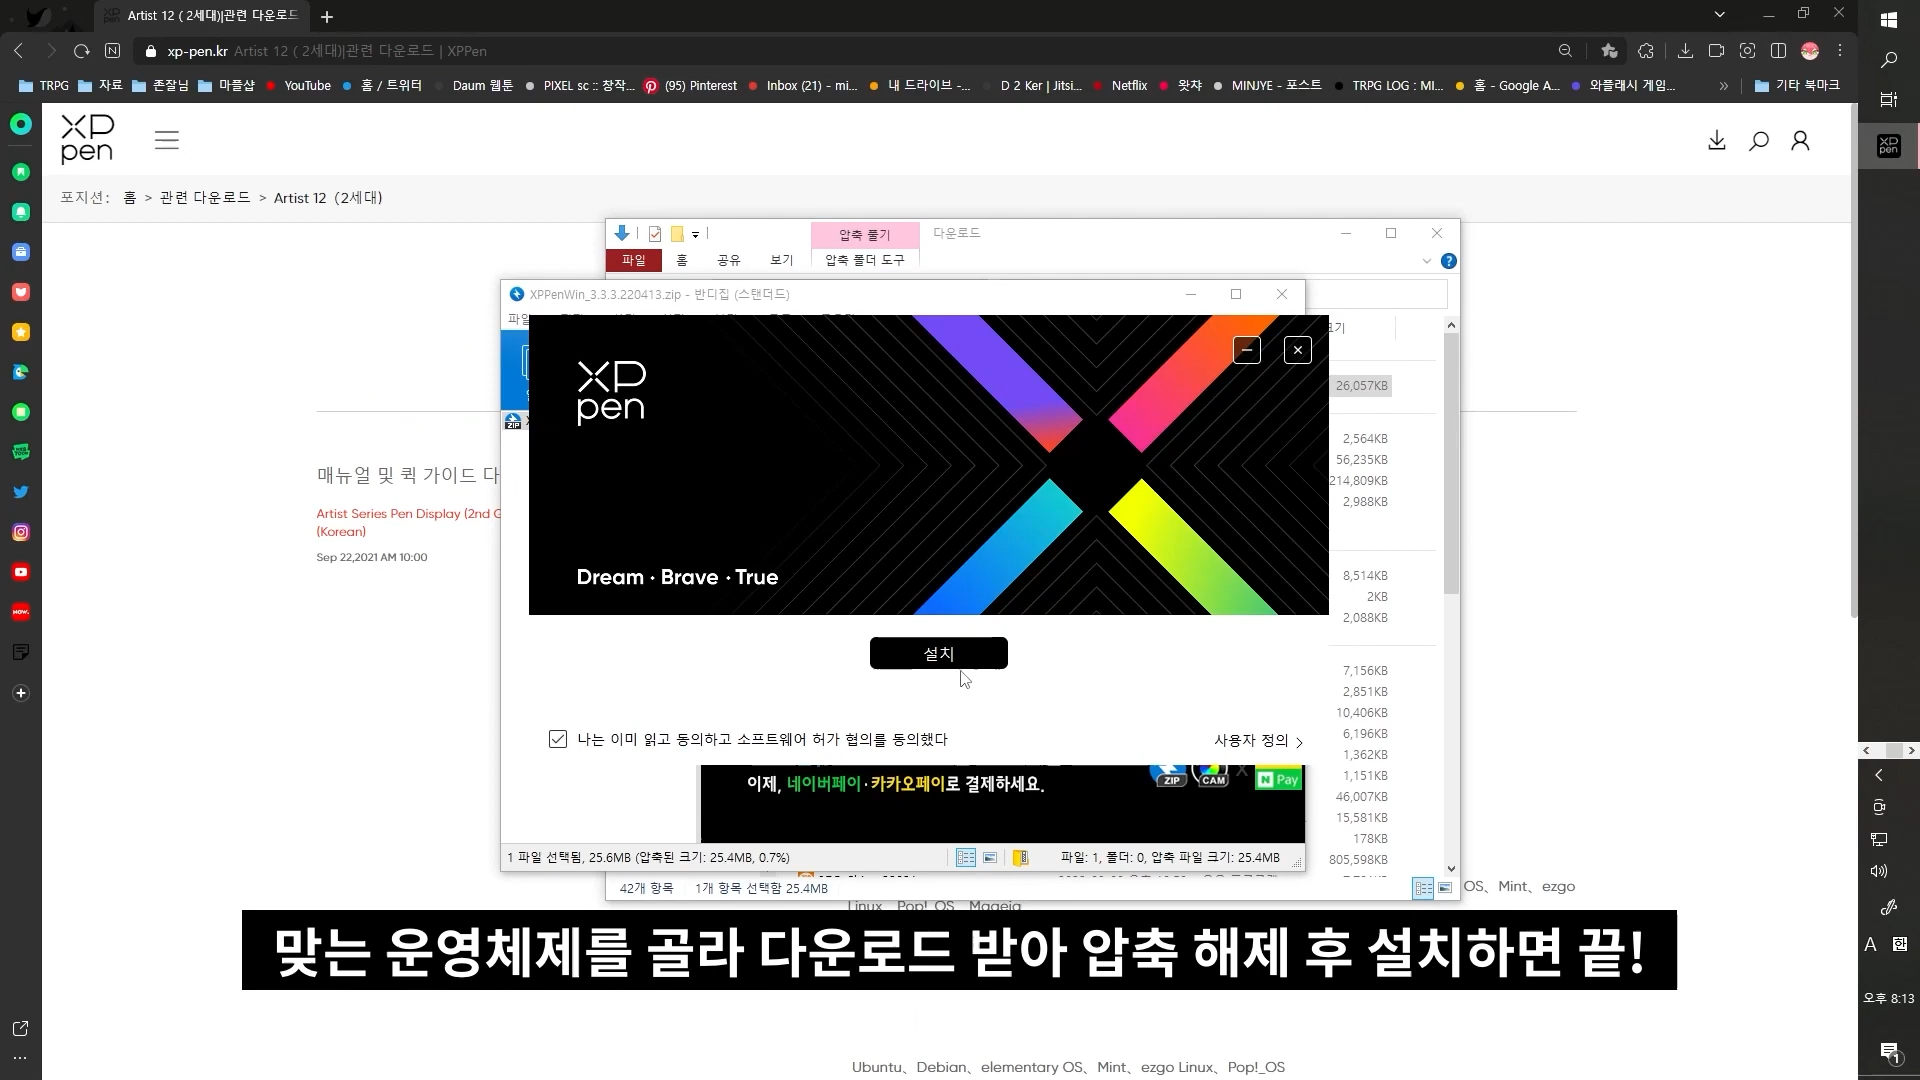 Artist 12 ( 2세대)|관련 다운로드
xp-pen.kr Artist 12 ( 2세대)|관련 다운로드 | XPPen
TRPG 자료 존잘님 마플샵 YouTube 홈 / 트위터 Daum 웹툰 PIXEL sc :: 창작... (95) Pinterest Inbox (21) - mi... 내 드라이브 -... D 2 Ker | Jitsi... Netflix 왓챠 MINJYE - 포스트 TRPG LOG : MI... 홈 - Google A... 와플래시 게임... » 기타 북마크
XP
pen
포지션: 홈 > 관련 다운로드 > Artist 12 (2세대)
압축 풀기 다운로드
파일 홈 공유 보기 압축 폴더 도구
XPPenWin_3.3.3.220413.zip - 반디집 (스탠더드)
파일
크기
XP
pen
26,057KB
2,564KB
56,235KB
214,809KB
2,988KB
매뉴얼 및 퀵 가이드 다
Artist Series Pen Display (2nd G
(Korean)
Sep 22,2021 AM 10:00
Dream · Brave · True
8,514KB
2KB
2,088KB
설치
7,156KB
2,851KB
10,406KB
6,196KB
1,362KB
1,151KB
46,007KB
15,581KB
178KB
805,598KB
나는 이미 읽고 동의하고 소프트웨어 허가 협의를 동의했다
사용자 정의 >
이제, 네이버페이·카카오페이로 결제하세요.
ZIP CAM X N Pay
1 파일 선택됨, 25.6MB (압축된 크기: 25.4MB, 0.7%)
파일: 1, 폴더: 0, 압축 파일 크기: 25.4MB
42개 항목 1개 항목 선택함 25.4MB
OS、Mint、ezgo
Linux、Pop!_OS、Mageia
맞는 운영체제를 골라 다운로드 받아 압축 해제 후 설치하면 끝!
Ubuntu、Debian、elementary OS、Mint、ezgo Linux、Pop!_OS
XP
pen
A 한
오후 8:13
1